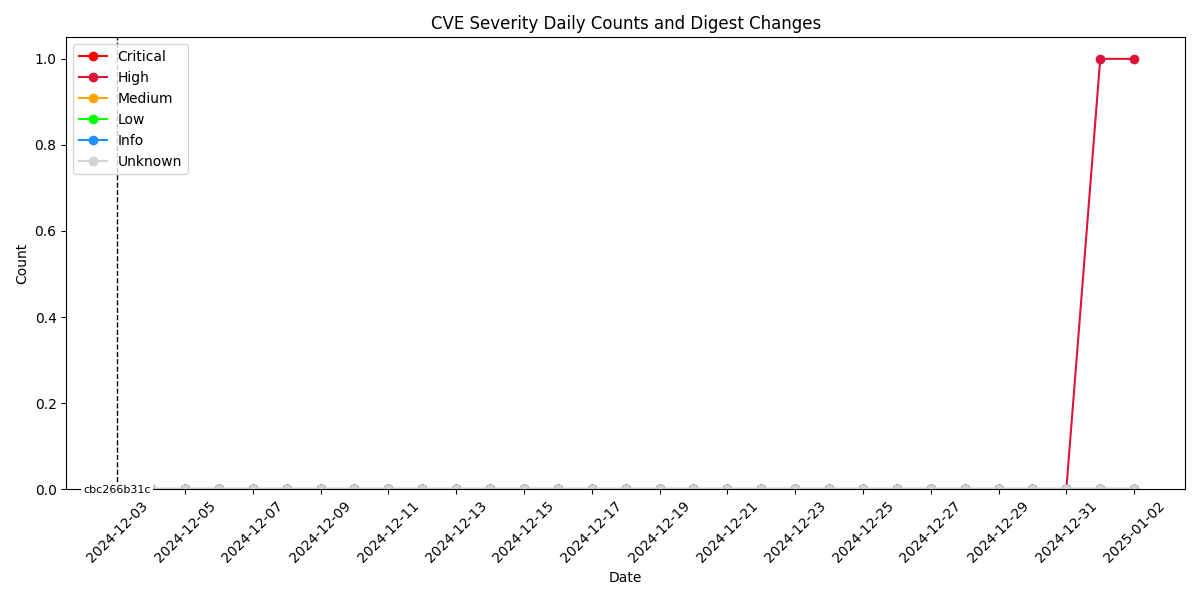 CVE Severity Daily Counts and Digest Changes
Critical
High
Medium
Low
Info
Unknown
Count
1.0
0.8
0.6
0.4
0.2
0.0
cbc266b31c
2024-12-03
2024-12-05
2024-12-07
2024-12-09
2024-12-11
2024-12-13
2024-12-15
2024-12-17
2024-12-19
2024-12-21
2024-12-23
2024-12-25
2024-12-27
2024-12-29
2024-12-31
2025-01-02
Date